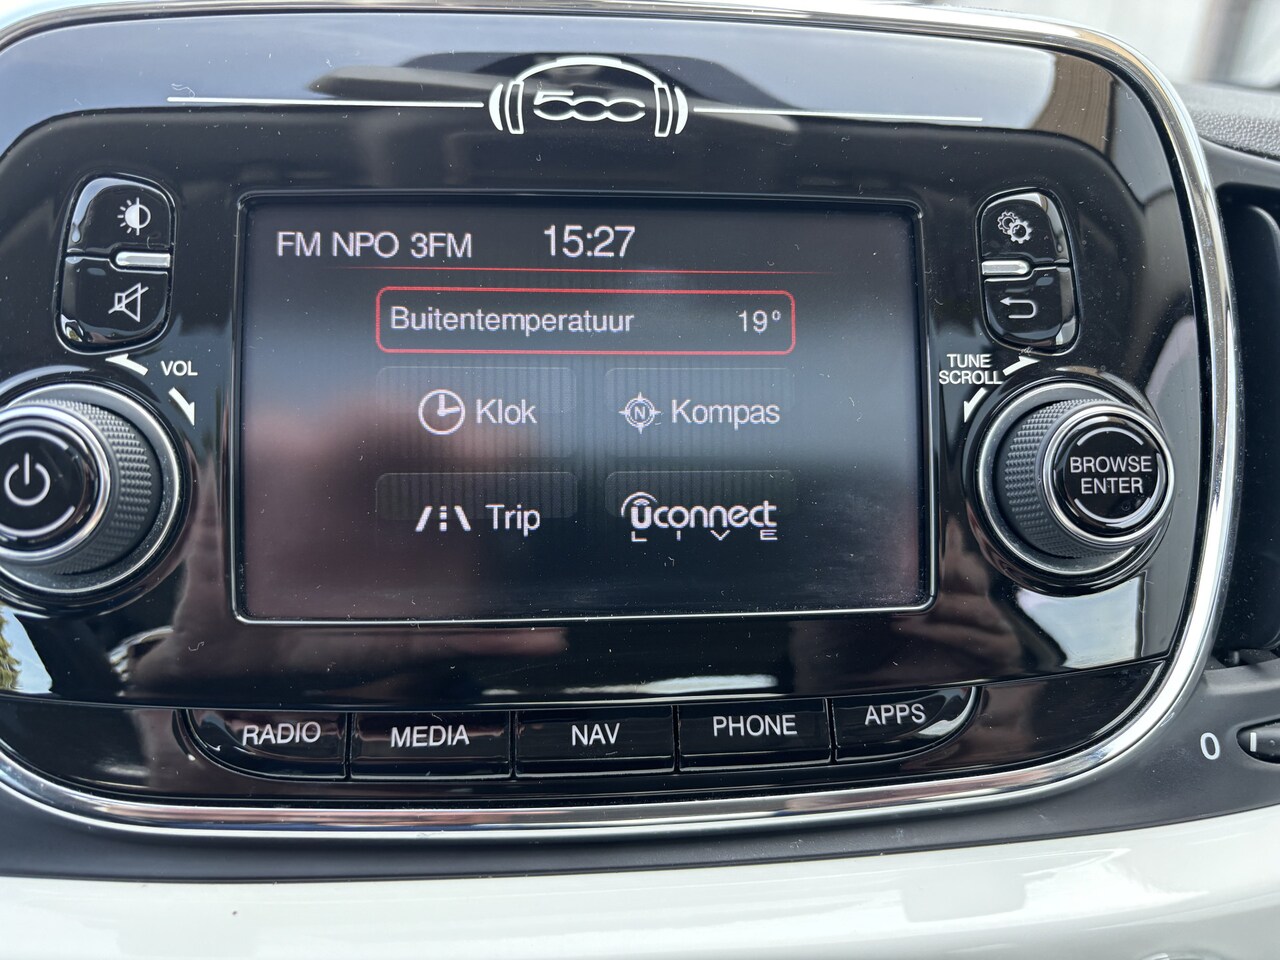 500
FM NPO 3FM 15:27
Buitentemperatuur 19°
Klok
N Kompas
Trip
Uconnect
LIVE
VOL
TUNE
SCROLL
BROWSE
ENTER
RADIO
MEDIA
NAV
PHONE
APPS
0